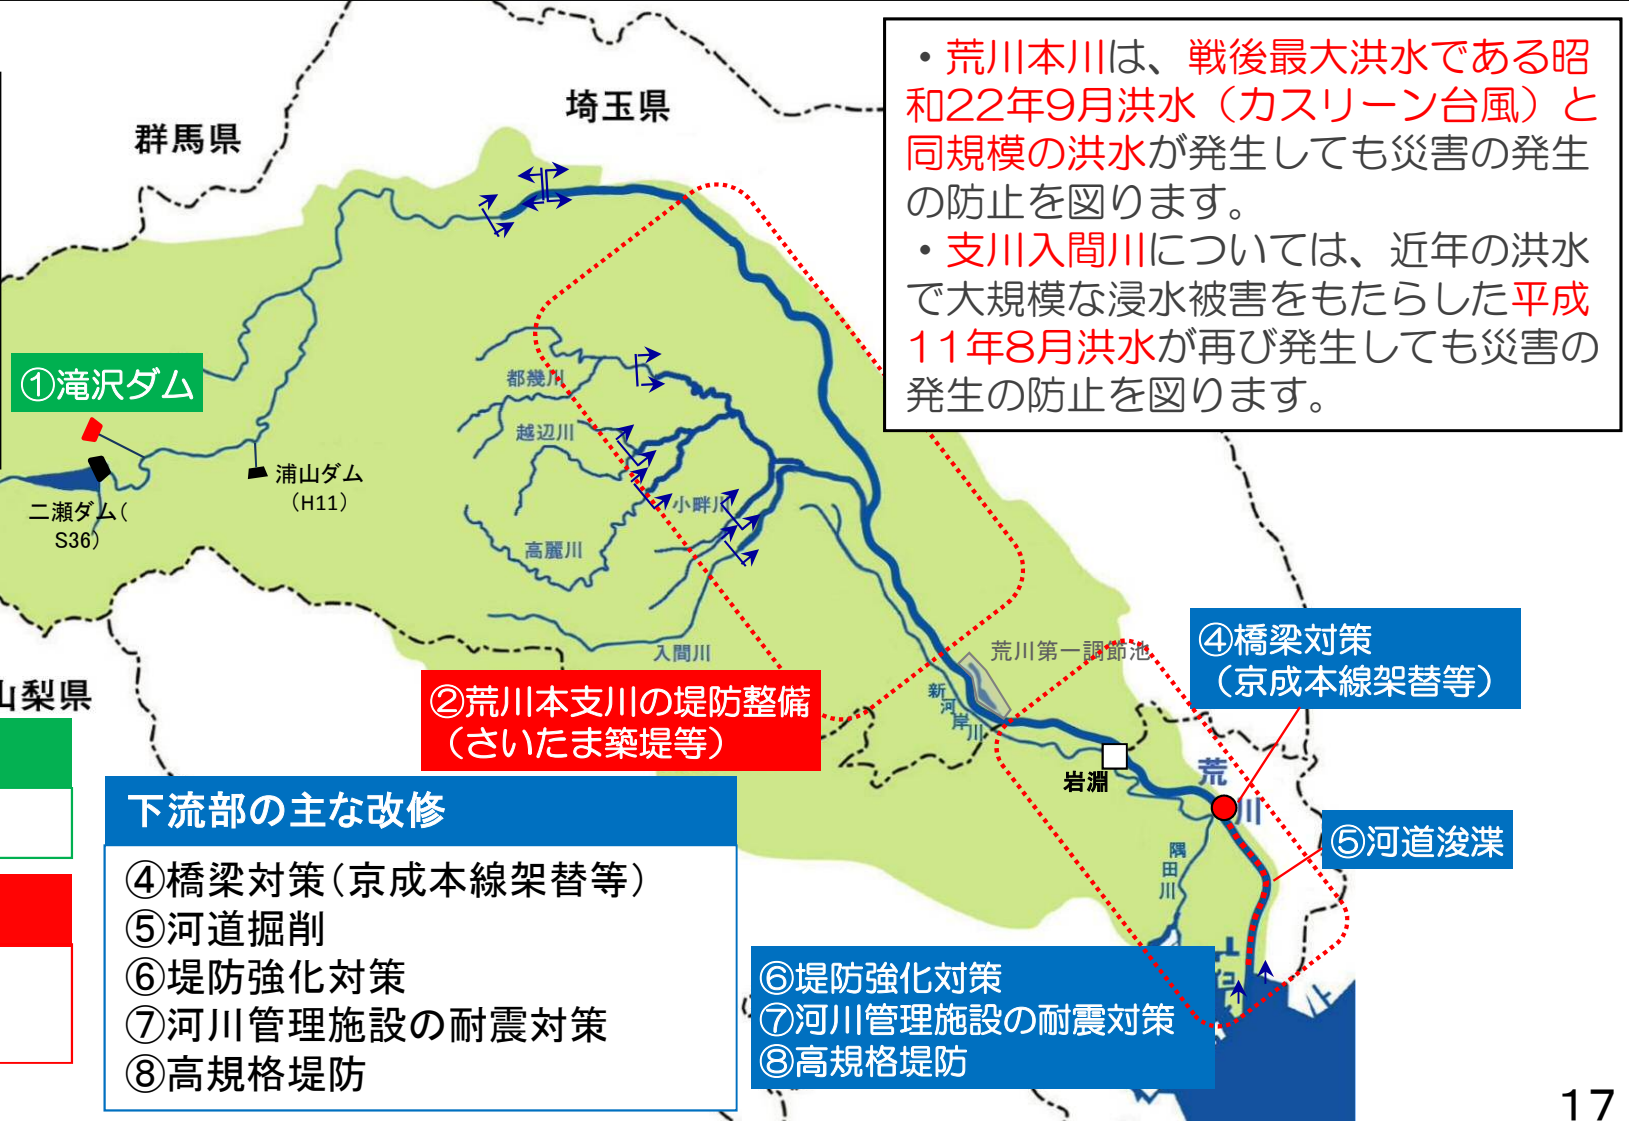 ・荒川本川は、戦後最大洪水である昭
和22年9月洪水（カスリーン台風）と
同規模の洪水が発生しても災害の発生
の防止を図ります。
・支川入間川については、近年の洪水
で大規模な浸水被害をもたらした平成
11年8月洪水が再び発生しても災害の
発生の防止を図ります。
埼玉県
群馬県
①滝沢ダム
都幾川
越辺川
浦山ダム
（H11）
二瀬ダム（
S36）
小畔川
高麗川
入間川
荒川第一調節池
④橋梁対策
（京成本線架替等）
山梨県
②荒川本支川の堤防整備
（さいたま築堤等）
新河岸川
岩淵
荒川
⑤河道浚渫
隅田川
下流部の主な改修
④橋梁対策（京成本線架替等）
⑤河道掘削
⑥堤防強化対策
⑦河川管理施設の耐震対策
⑧高規格堤防
⑥堤防強化対策
⑦河川管理施設の耐震対策
⑧高規格堤防
17